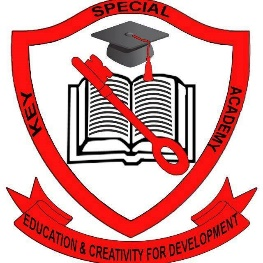 KEY SPECIAL ACADEMY
EDUCATION & CREATIVITY FOR DEVELOPMENT